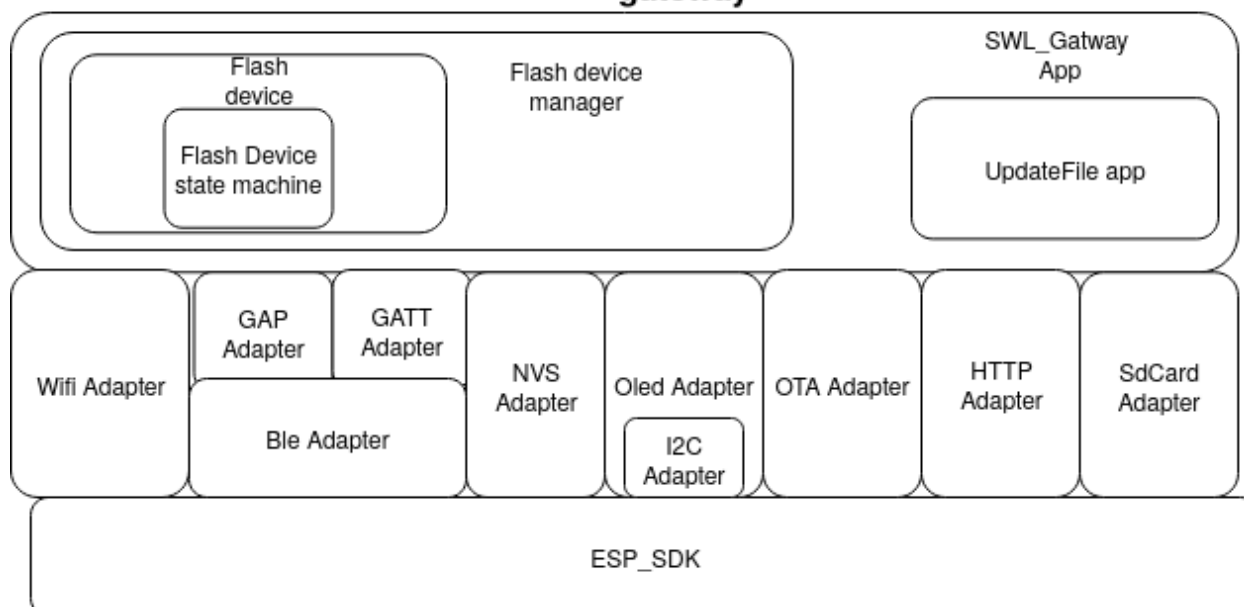 gateway
SWL_Gatway
App
Flash
device
Flash device
manager
Flash Device
state machine
UpdateFile app
Wifi Adapter
GAP
Adapter
GATT
Adapter
Ble Adapter
NVS
Adapter
Oled Adapter
I2C
Adapter
OTA Adapter
HTTP
Adapter
SdCard
Adapter
ESP_SDK